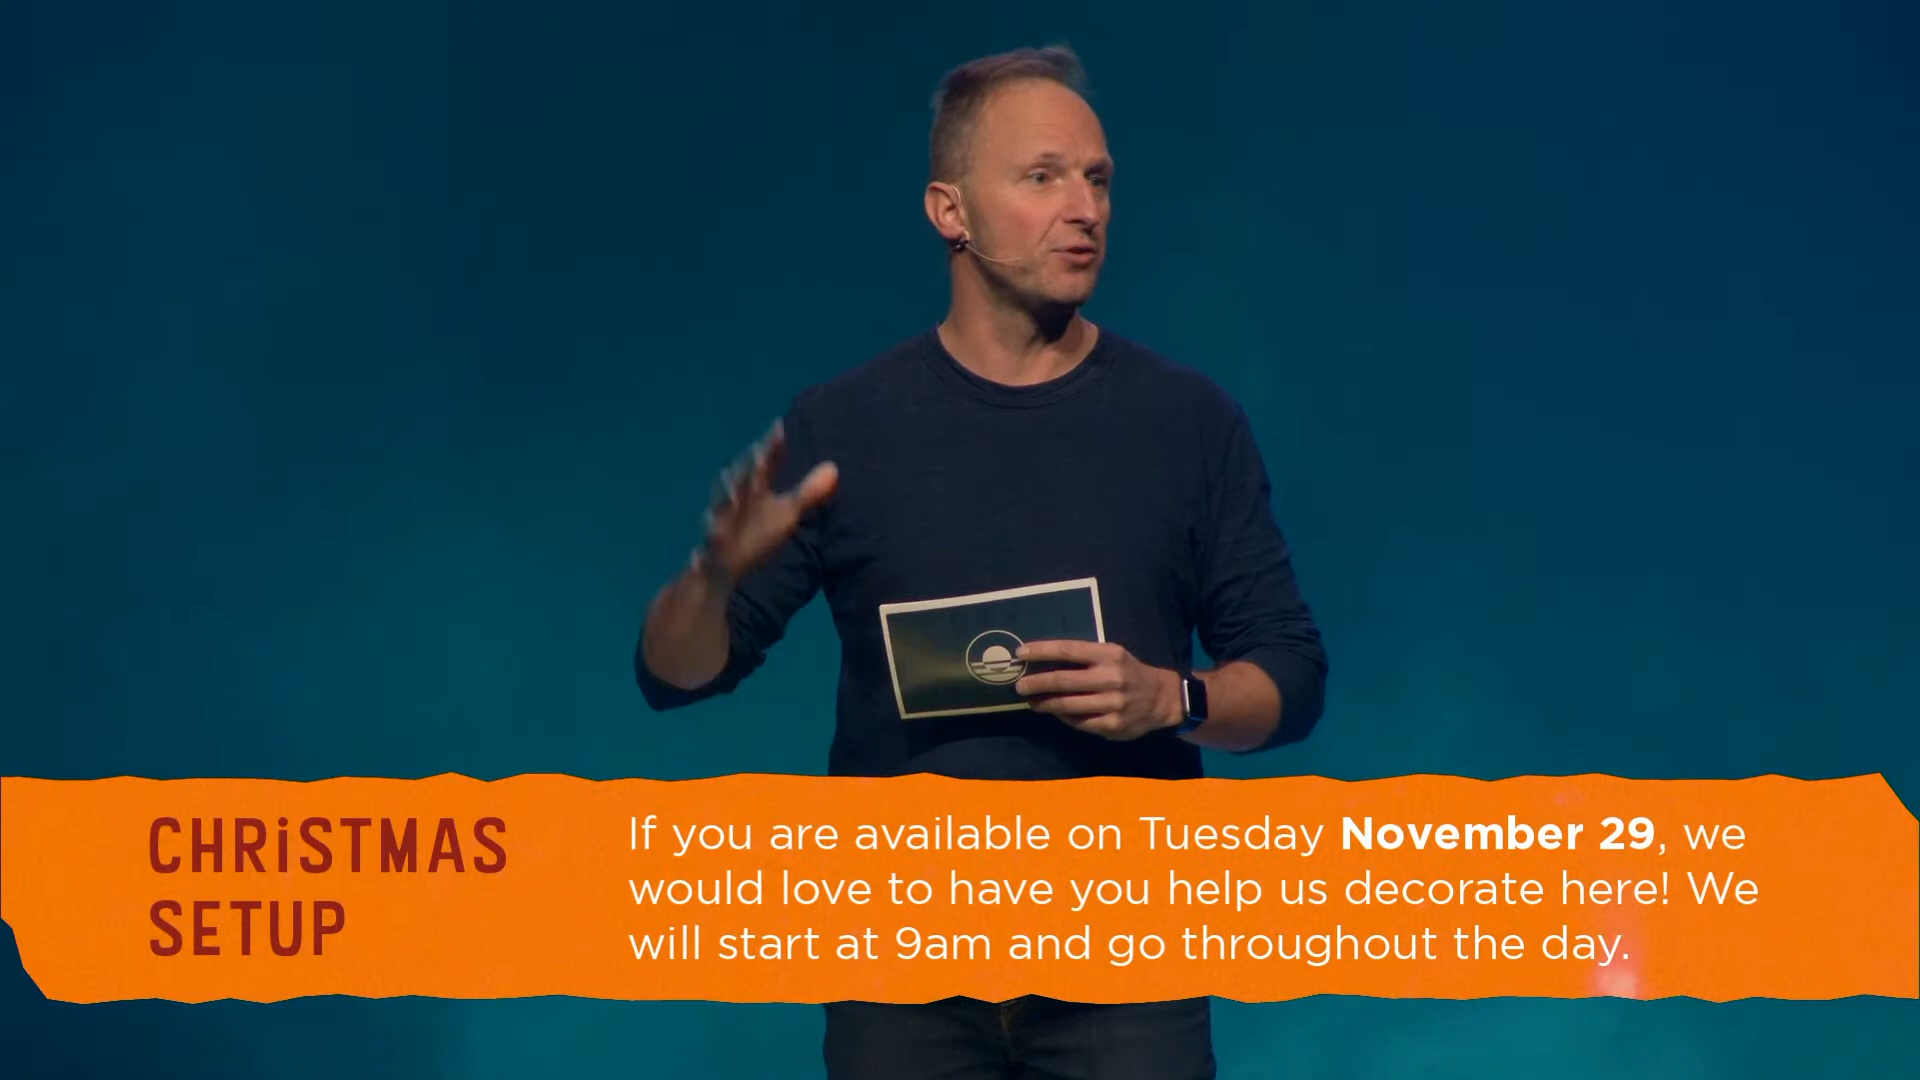 CHRiSTMAS
SETUP
If you are available on Tuesday November 29, we
would love to have you help us decorate here! We
will start at 9am and go throughout the day.